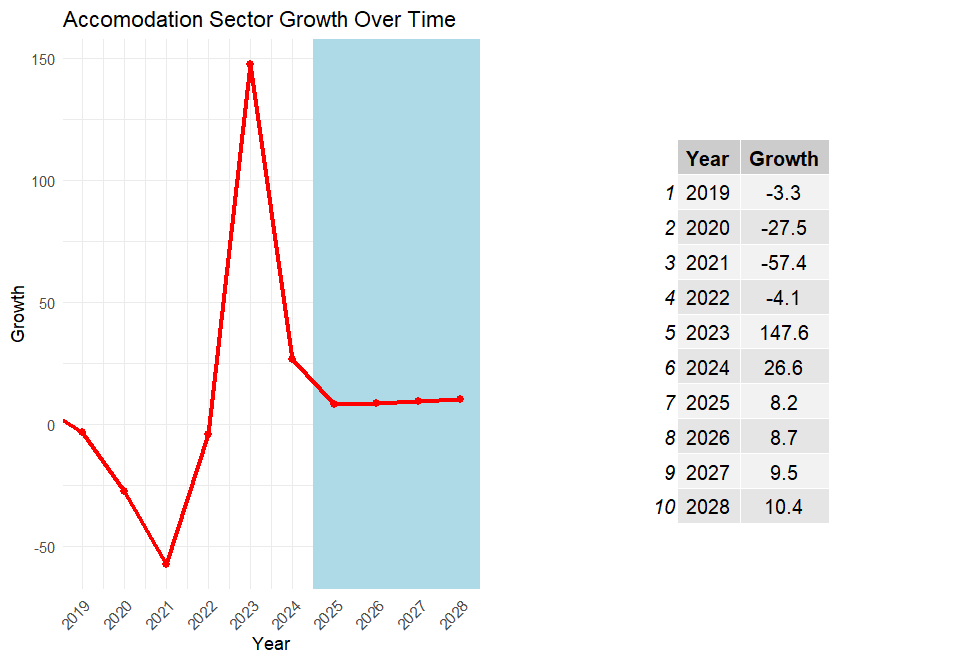 Accomodation Sector Growth Over Time
150
100
50
0
-50
Growth
2019 2020 2021 2022 2023 2024 2025 2026 2027 2028
Year
Year Growth
1 2019 -3.3
2 2020 -27.5
3 2021 -57.4
4 2022 -4.1
5 2023 147.6
6 2024 26.6
7 2025 8.2
8 2026 8.7
9 2027 9.5
10 2028 10.4